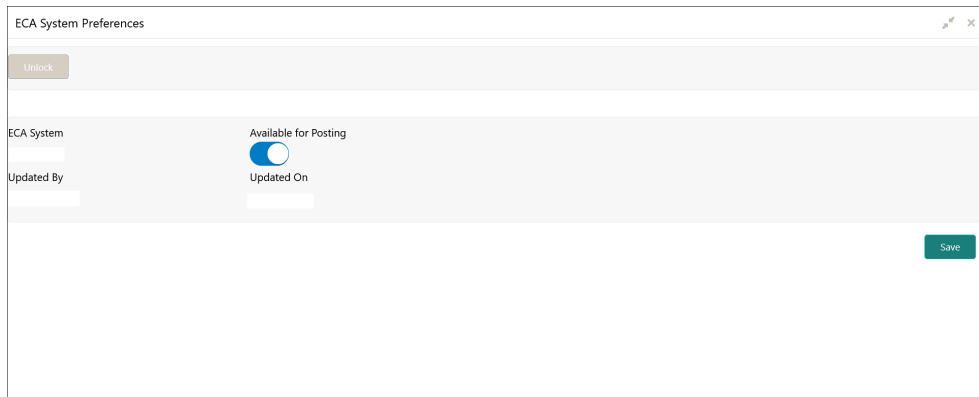 ECA System Preferences
Unlock
ECA System Available for Posting
Updated By Updated On
Save